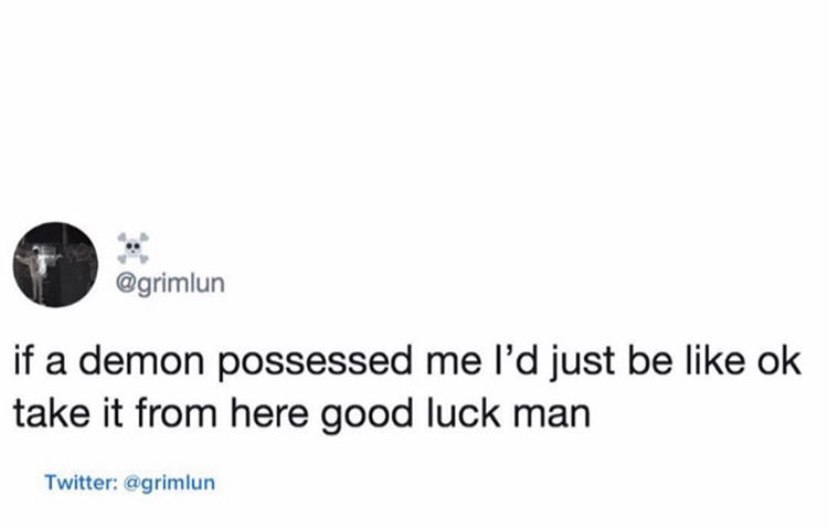 ☠️
@grimlun
if a demon possessed me I’d just be like ok
take it from here good luck man
Twitter: @grimlun